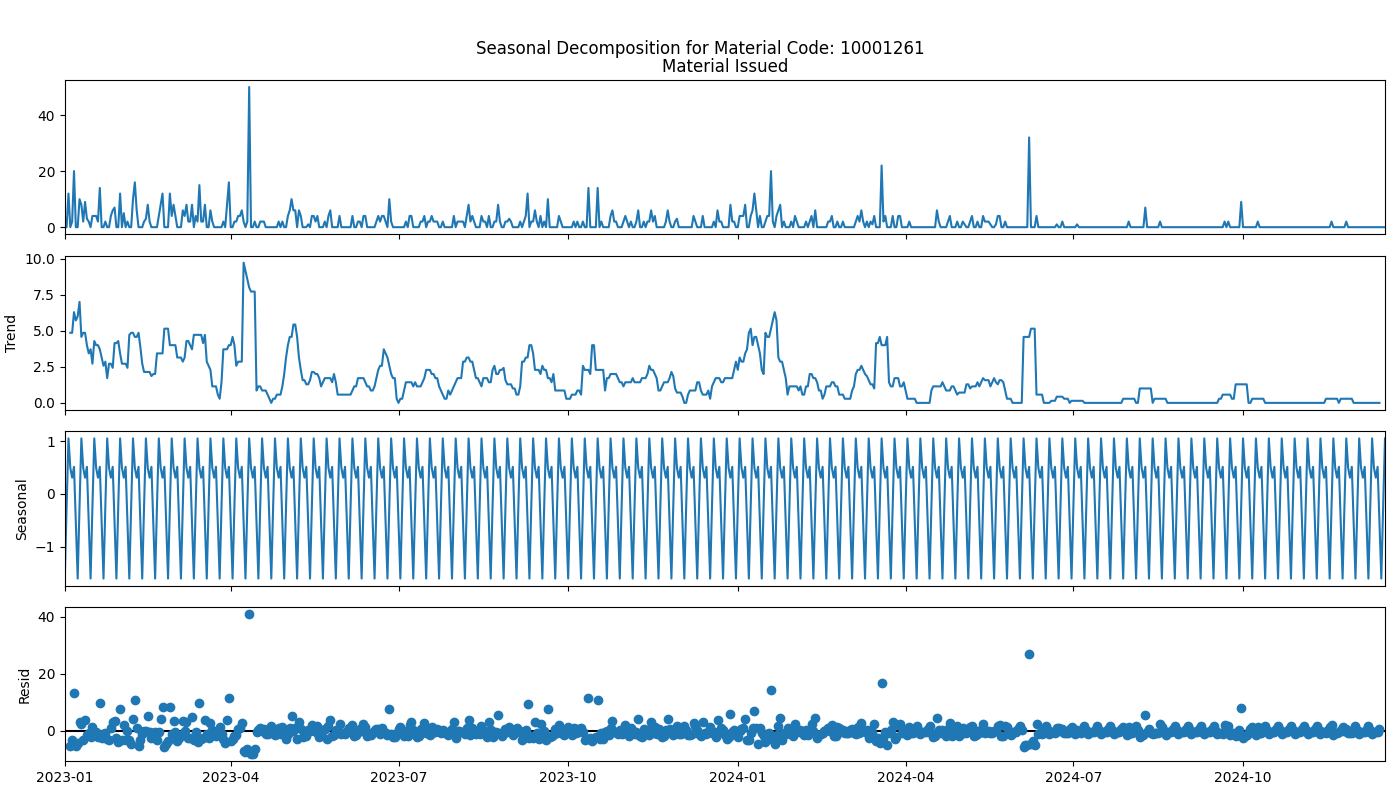 Seasonal Decomposition for Material Code: 10001261
Material Issued
40
20
0
10.0
7.5
5.0
2.5
0.0
Trend
1
0
−1
Seasonal
40
20
0
Resid
2023-01 2023-04 2023-07 2023-10 2024-01 2024-04 2024-07 2024-10